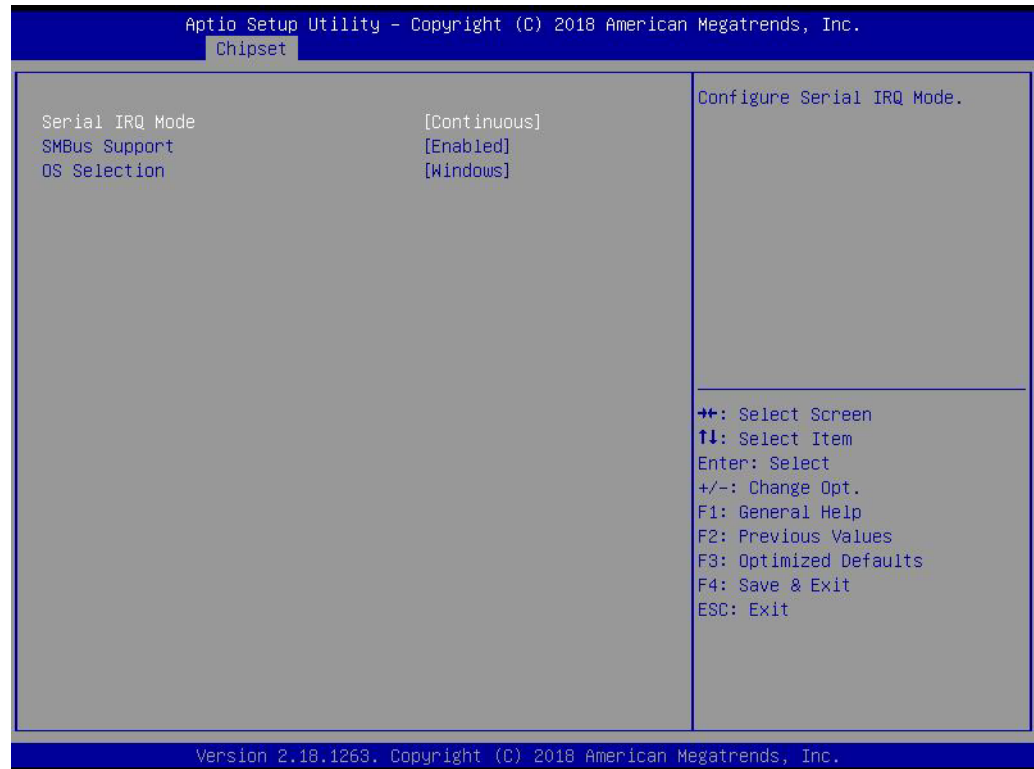 Aptio Setup Utility – Copyright (C) 2018 American Megatrends, Inc.
Chipset
Serial IRQ Mode [Continuous]
SMBus Support [Enabled]
OS Selection [Windows]
Configure Serial IRQ Mode.
→←: Select Screen
↑↓: Select Item
Enter: Select
+/-: Change Opt.
F1: General Help
F2: Previous Values
F3: Optimized Defaults
F4: Save & Exit
ESC: Exit
Version 2.18.1263. Copyright (C) 2018 American Megatrends, Inc.